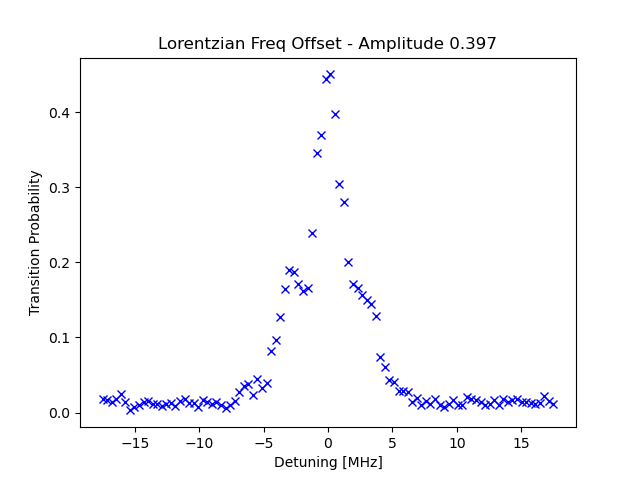 Lorentzian Freq Offset - Amplitude 0.397
Transition Probability
0.4
0.3
0.2
0.1
0.0
−15 −10 −5 0 5 10 15
Detuning [MHz]